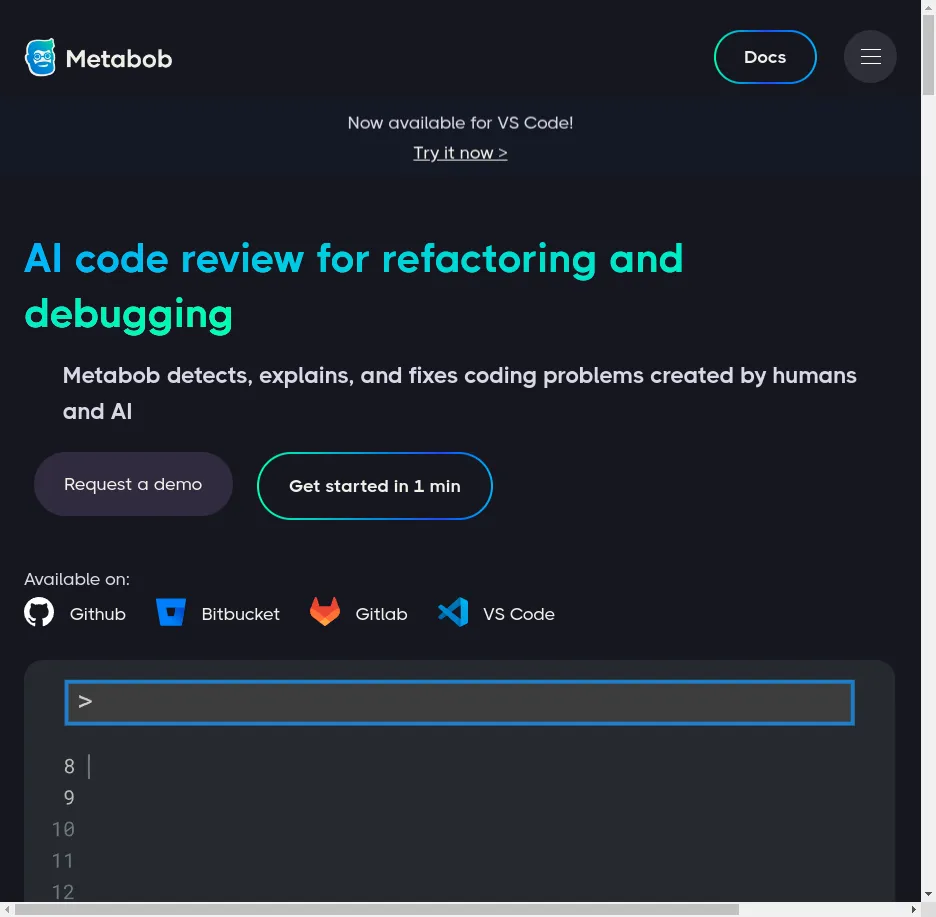 Metabob
Docs
Now available for VS Code!
Try it now >
AI code review for refactoring and
debugging
Metabob detects, explains, and fixes coding problems created by humans
and AI
Request a demo
Get started in 1 min
Available on:
Github
Bitbucket
Gitlab
VS Code
>
8
9
10
11
12